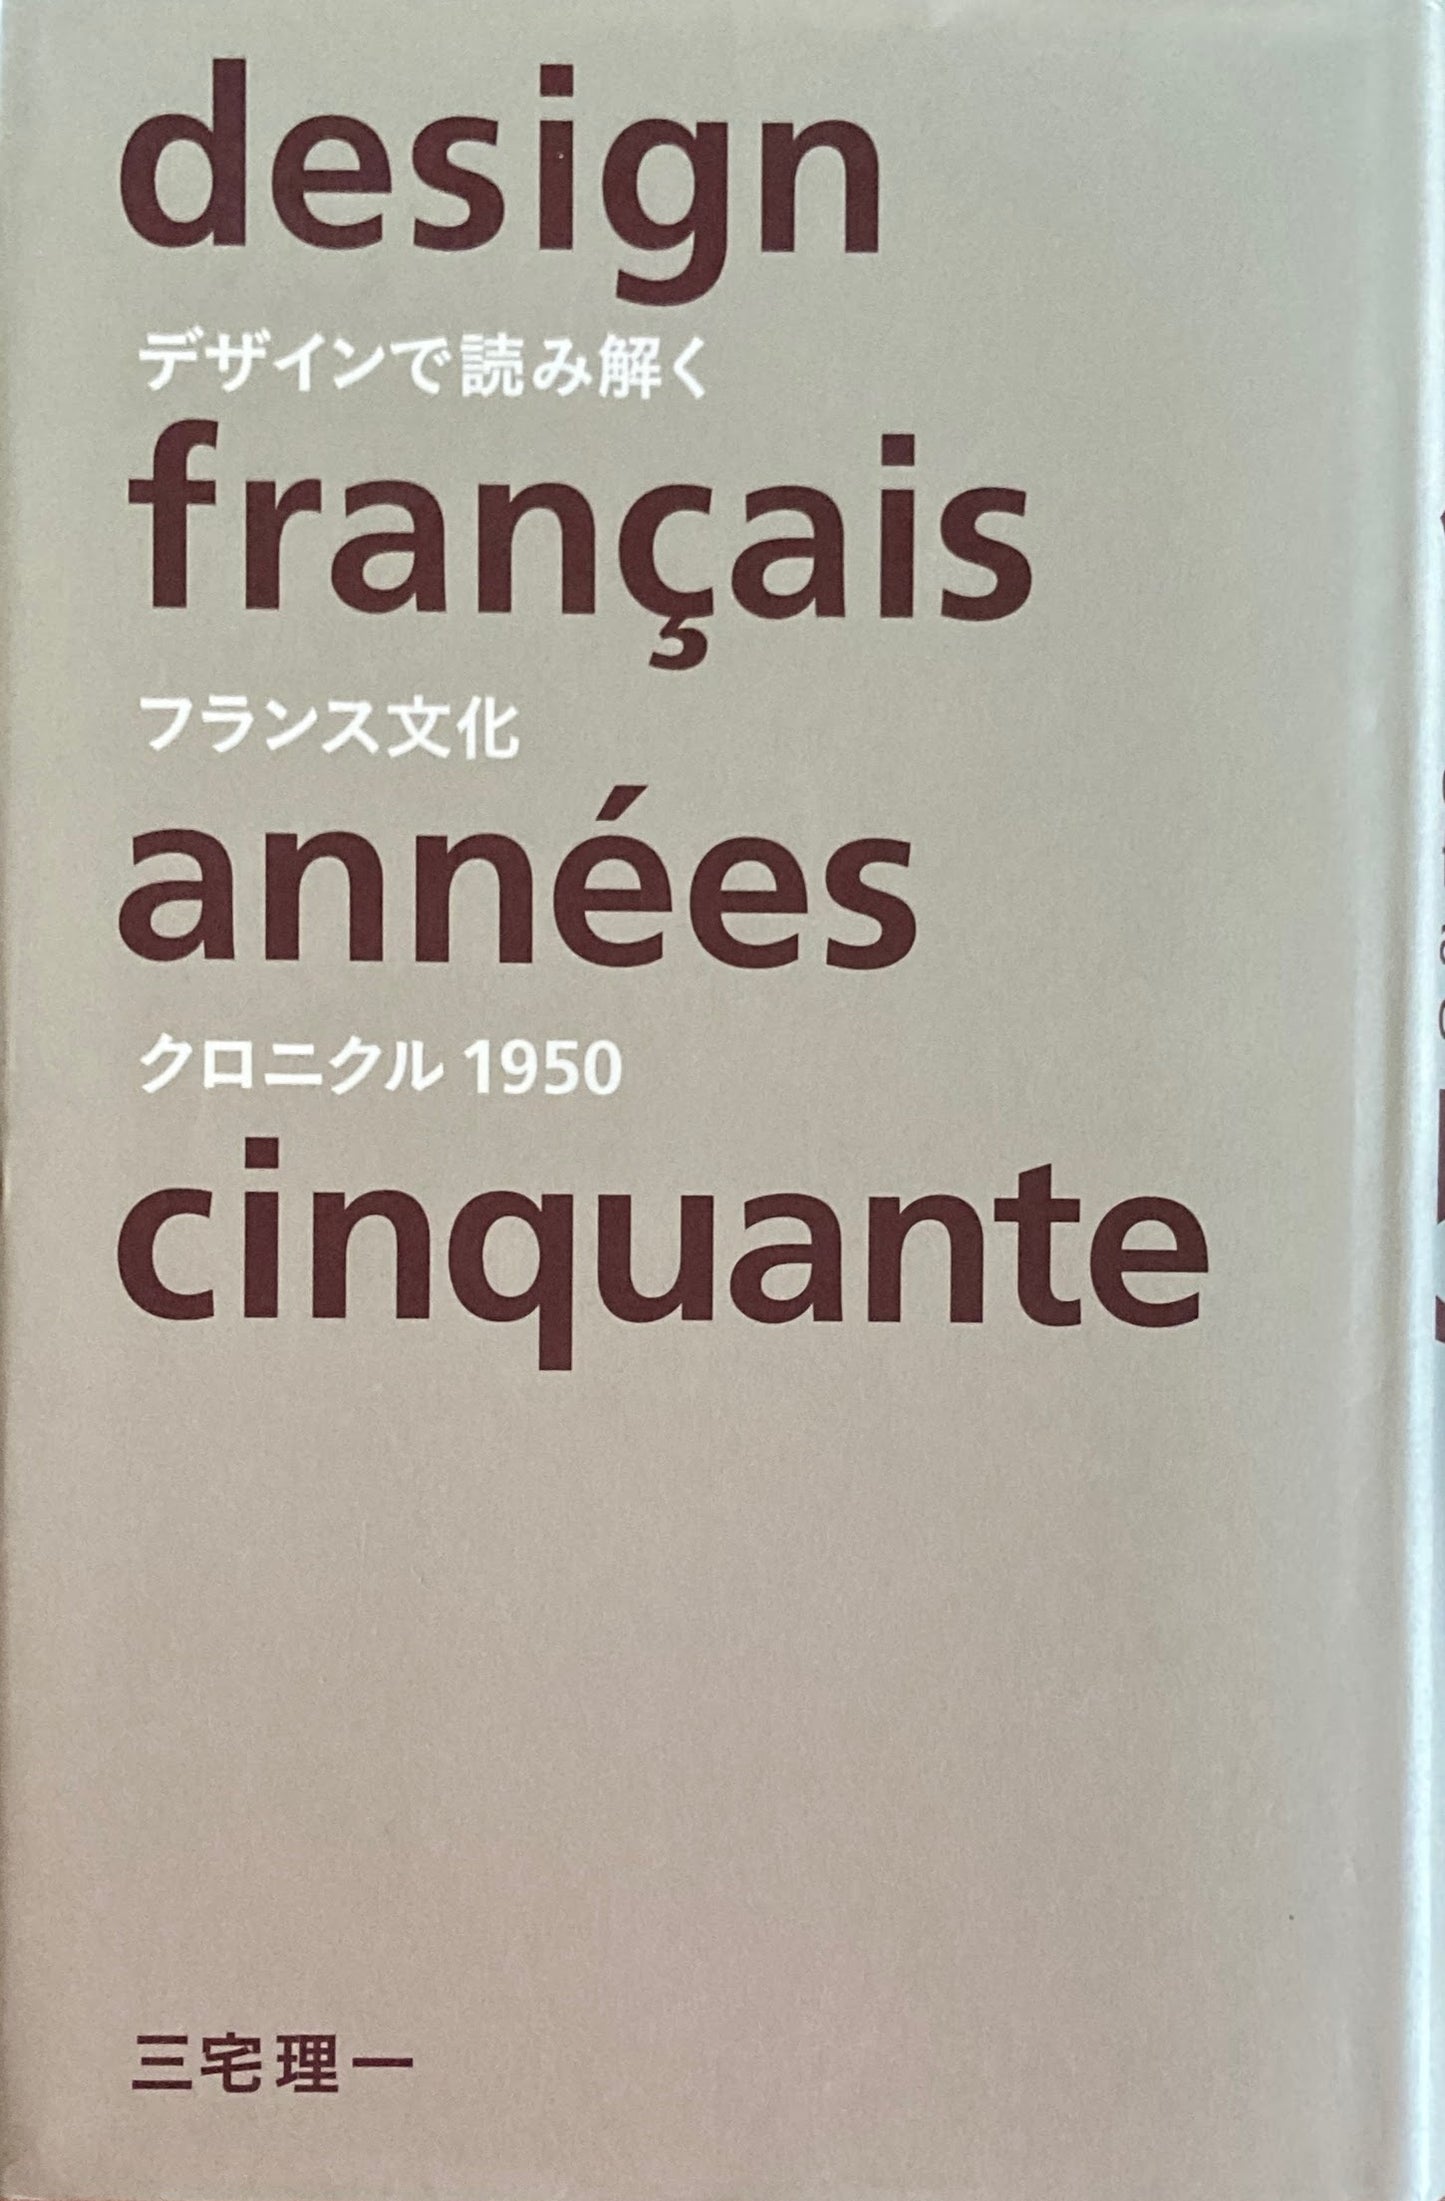 design
デザインで読み解く
français
フランス文化
années
クロニクル 1950
cinquante
三宅理一